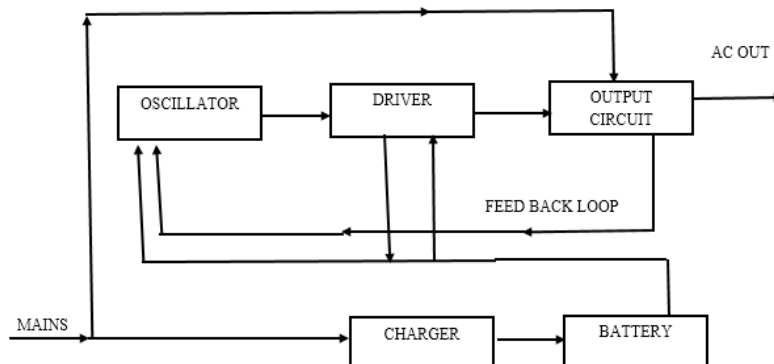 AC OUT
OSCILLATOR
DRIVER
OUTPUT
CIRCUIT
FEED BACK LOOP
MAINS
CHARGER
BATTERY